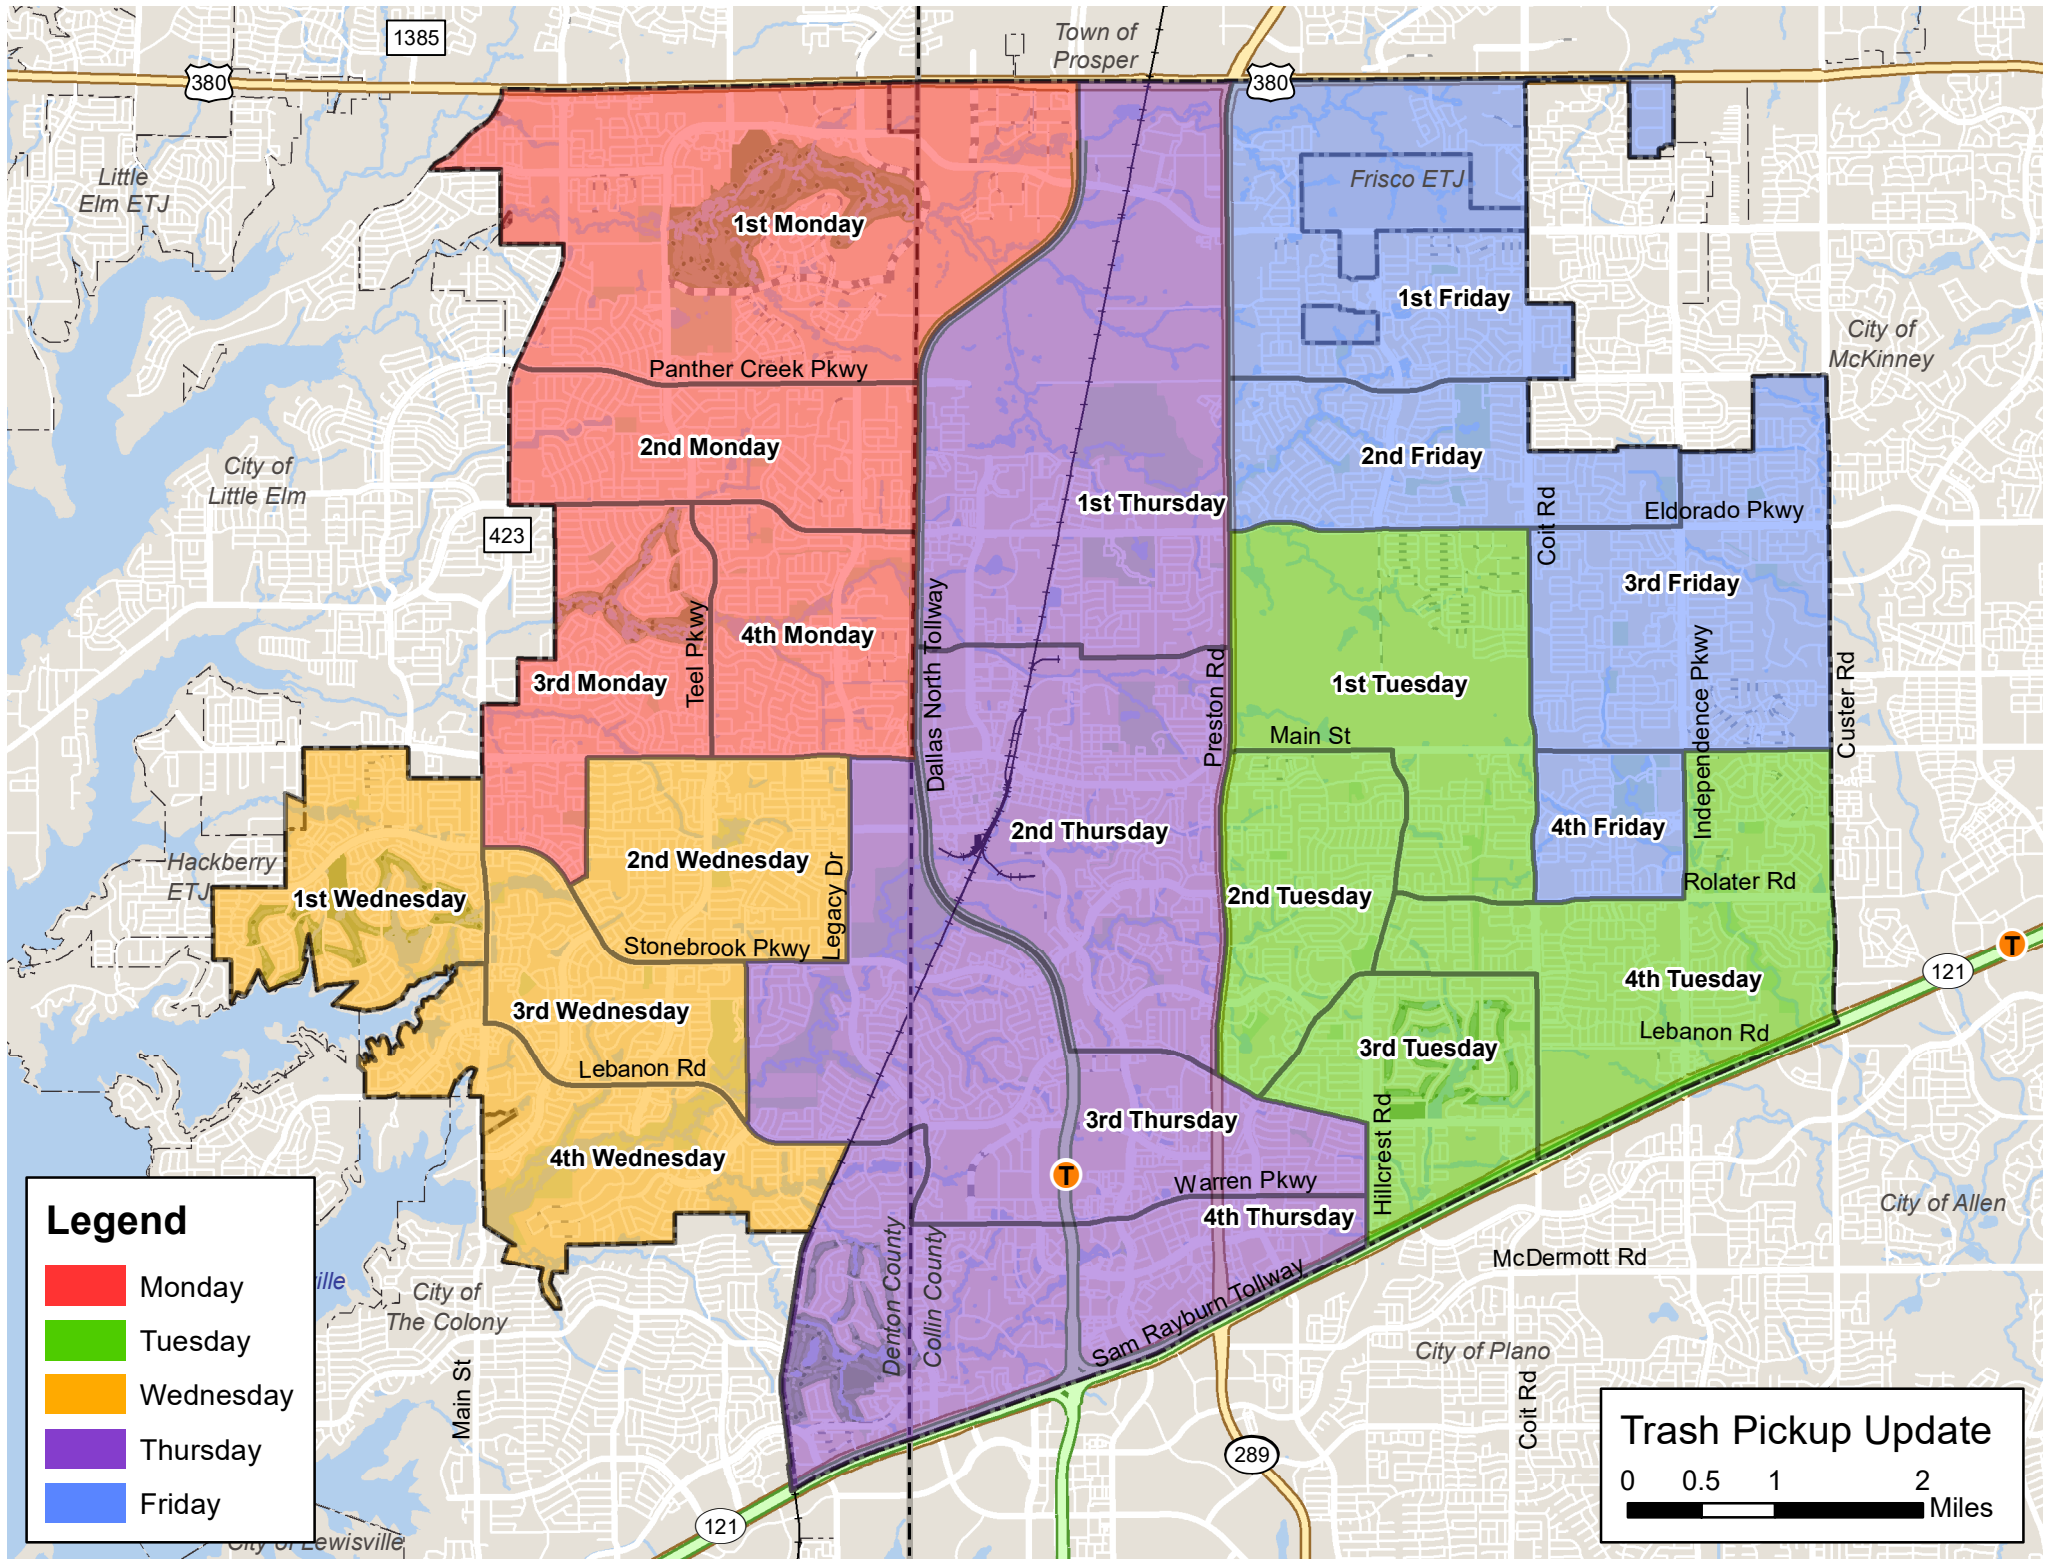 1385
Town of
Prosper
380
380
Little
Elm ETJ
Frisco ETJ
1st Monday
1st Friday
City of
McKinney
Panther Creek Pkwy
2nd Monday
2nd Friday
City of
Little Elm
1st Thursday
Eldorado Pkwy
Coit Rd
423
3rd Friday
Dallas North Tollway
4th Monday
Teel Pkwy
3rd Monday
1st Tuesday
Preston Rd
Independence Pkwy
Custer Rd
Main St
2nd Thursday
4th Friday
Hackberry
ETJ
2nd Wednesday
Legacy Dr
Rolater Rd
1st Wednesday
2nd Tuesday
Stonebrook Pkwy
T
121
4th Tuesday
3rd Wednesday
Lebanon Rd
3rd Tuesday
Lebanon Rd
3rd Thursday
Hillcrest Rd
4th Wednesday
T
Warren Pkwy
4th Thursday
City of Allen
Denton County
Collin County
McDermott Rd
Sam Rayburn Tollway
ville
City of
The Colony
City of Plano
Main St
Coit Rd
289
121
City of Lewisville
Legend
Monday
Tuesday
Wednesday
Thursday
Friday
Trash Pickup Update
0 0.5 1 2
Miles